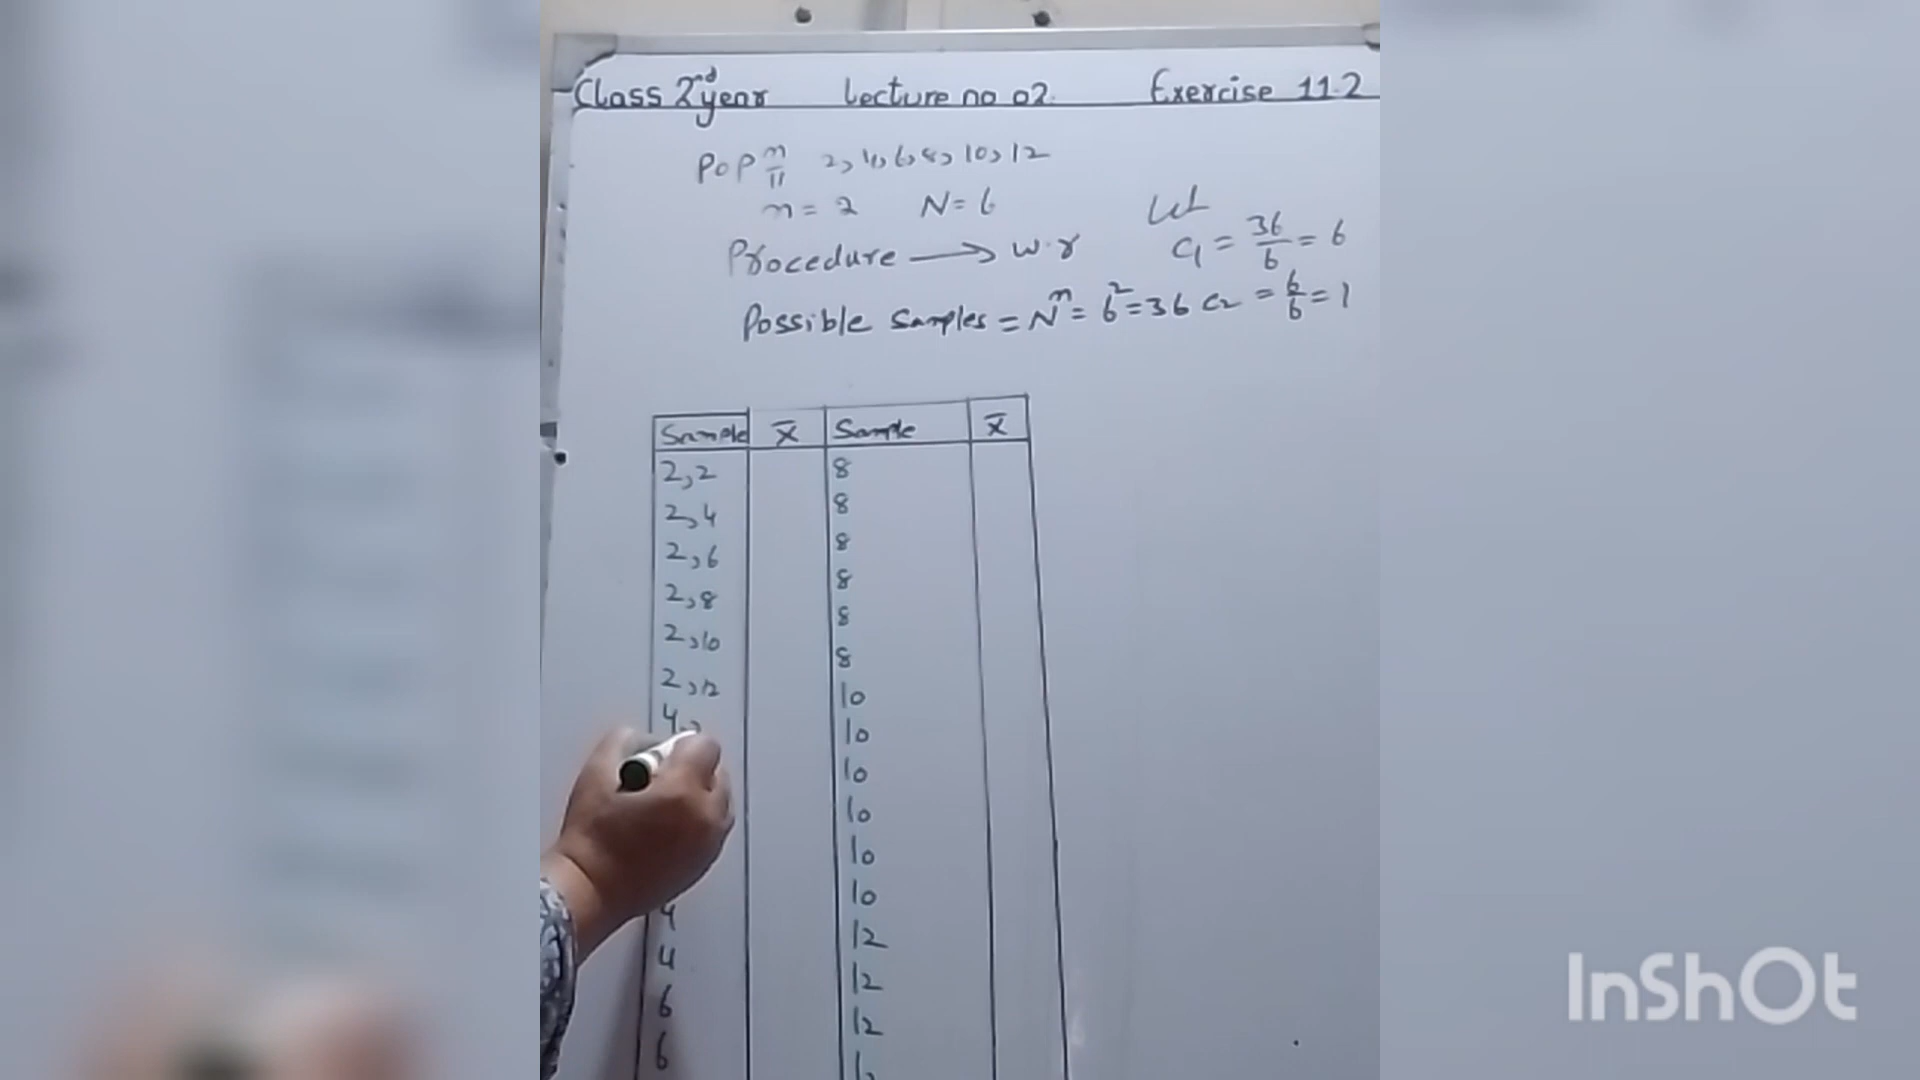 Class 2nd year Lecture no 02. Exercise 11.2
Pop n 2, 4, 6, 8, 10, 12
n = 2 N = 6
Procedure → w.r
C1 = 36/6 = 6
Possible Samples = N^n = 6^2 = 36 C2 = 6/6 = 1
Sample X̄ Sample X̄
2,2 8
2,4 8
2,6 8
2,8 8
2,10 8
2,12 8
4, 10
10
10
10
10
4 10
4 12
6 12
6 12
InShOt